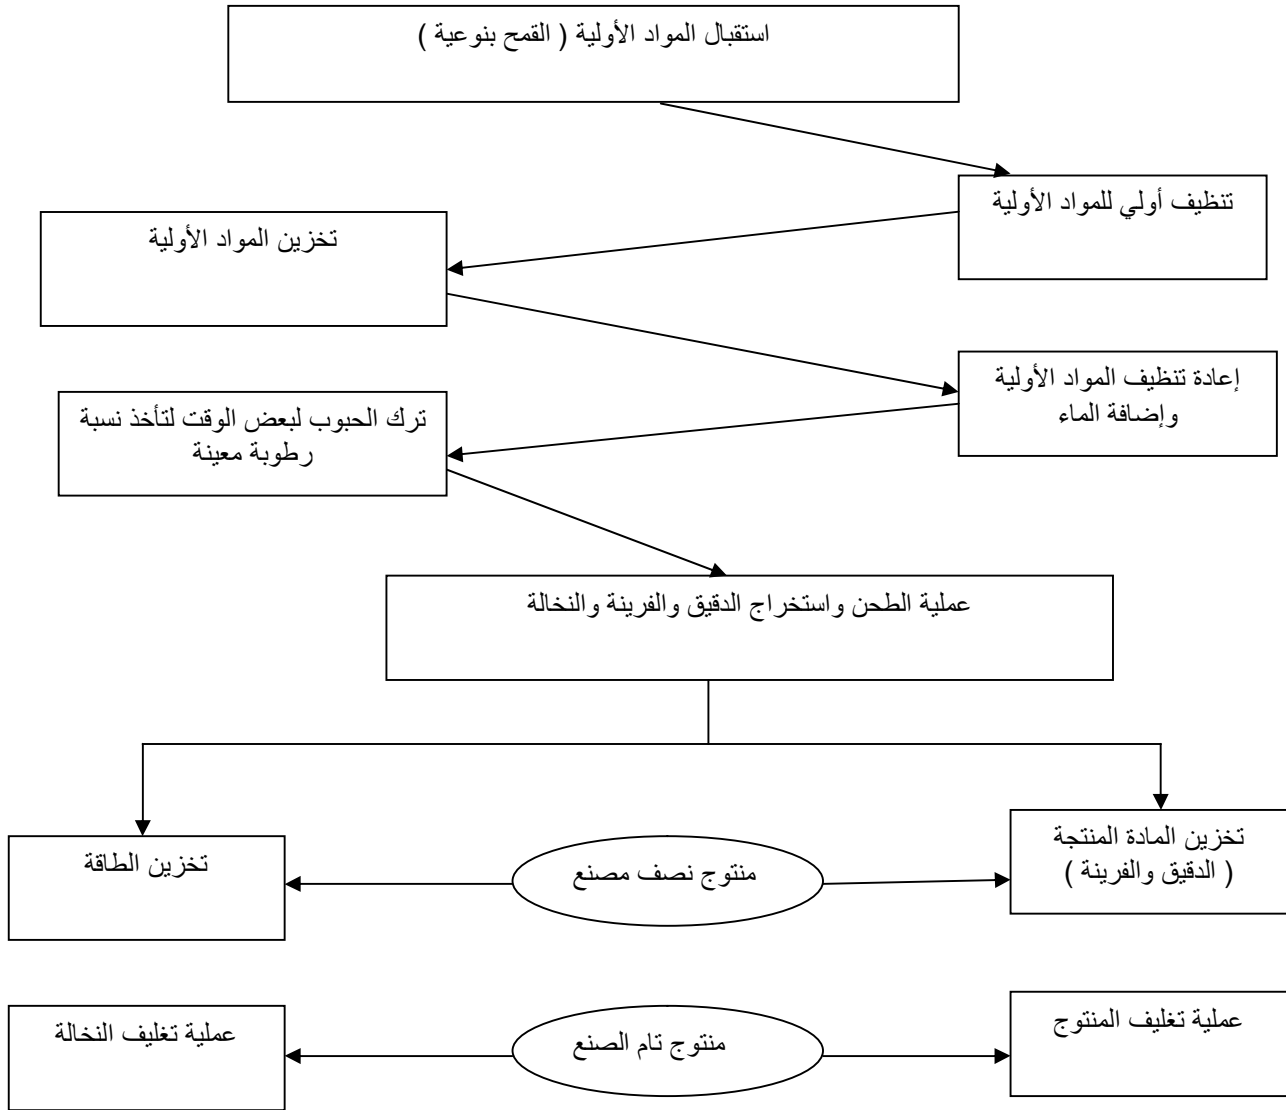 استقبال المواد الأولية ( القمح بنوعية )
تنظيف أولي للمواد الأولية
تخزين المواد الأولية
إعادة تنظيف المواد الأولية
وإضافة الماء
ترك الحبوب لبعض الوقت لتأخذ نسبة
رطوبة معينة
عملية الطحن واستخراج الدقيق والفرينة والنخالة
تخزين المادة المنتجة
( الدقيق والفرينة )
منتوج نصف مصنع
تخزين الطاقة
عملية تغليف المنتوج
منتوج تام الصنع
عملية تغليف النخالة